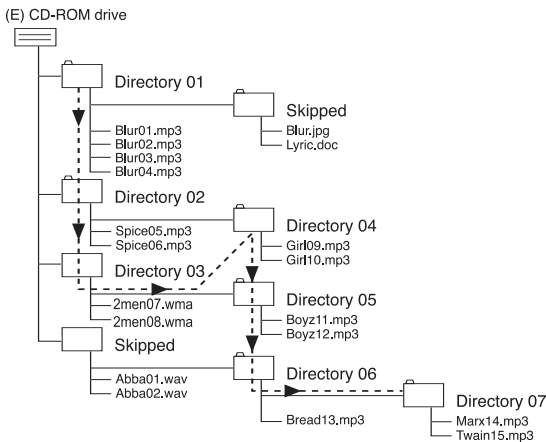 (E) CD-ROM drive
Directory 01
Blur01.mp3
Blur02.mp3
Blur03.mp3
Blur04.mp3
Skipped
Blur.jpg
Lyric.doc
Directory 02
Spice05.mp3
Spice06.mp3
Directory 04
Girl09.mp3
Girl10.mp3
Directory 03
2men07.wma
2men08.wma
Directory 05
Boyz11.mp3
Boyz12.mp3
Skipped
Abba01.wav
Abba02.wav
Directory 06
Bread13.mp3
Directory 07
Marx14.mp3
Twain15.mp3